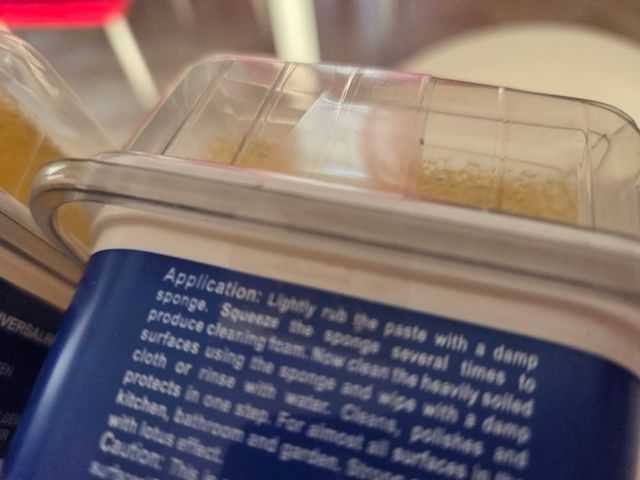 Application: Lightly rub the paste with a damp
sponge. Squeeze the sponge several times to
produce cleaning foam. Now clean the heavily soiled
surfaces using the sponge and wipe with a damp
cloth or rinse with water. Cleans, polishes and
protects in one step. For almost all surfaces in the
kitchen, bathroom and garden. Strong
with lotus effect.
Caution: This